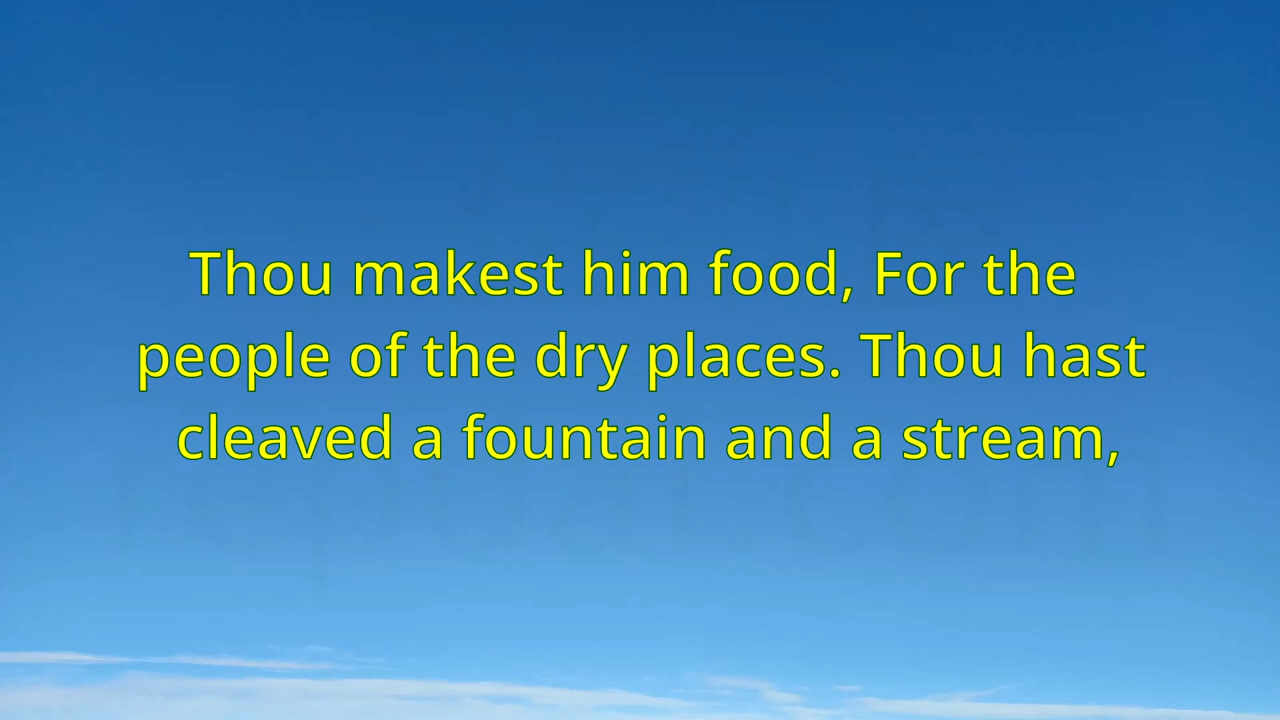 Thou makest him food, For the
people of the dry places. Thou hast
cleaved a fountain and a stream,